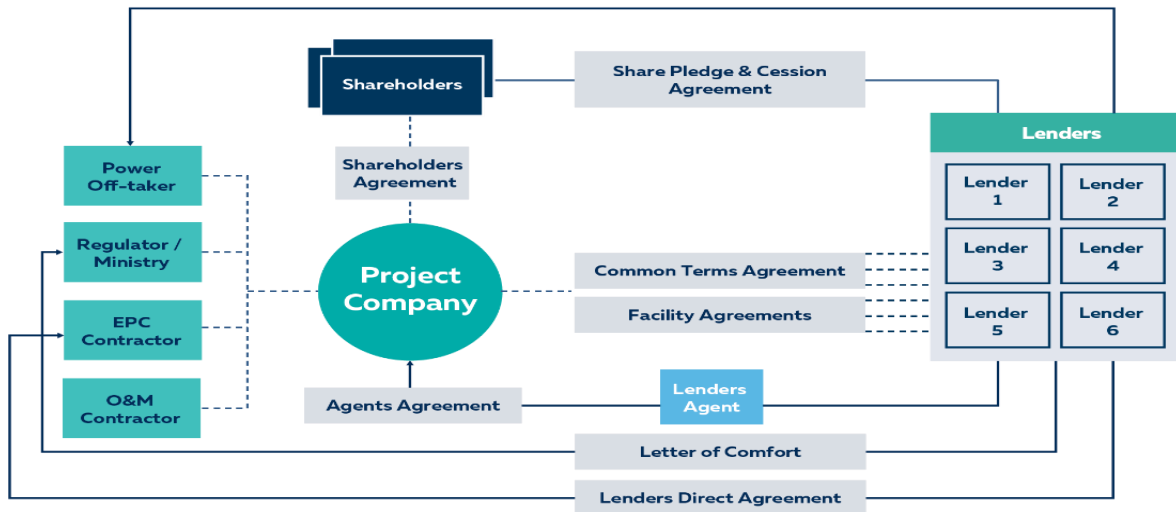 Shareholders
Share Pledge & Cession
Agreement
Lenders
Power
Off-taker
Shareholders
Agreement
Lender
1
Lender
2
Regulator /
Ministry
Project
Company
Common Terms Agreement
Lender
3
Lender
4
EPC
Contractor
Facility Agreements
Lender
5
Lender
6
O&M
Contractor
Agents Agreement
Lenders
Agent
Letter of Comfort
Lenders Direct Agreement